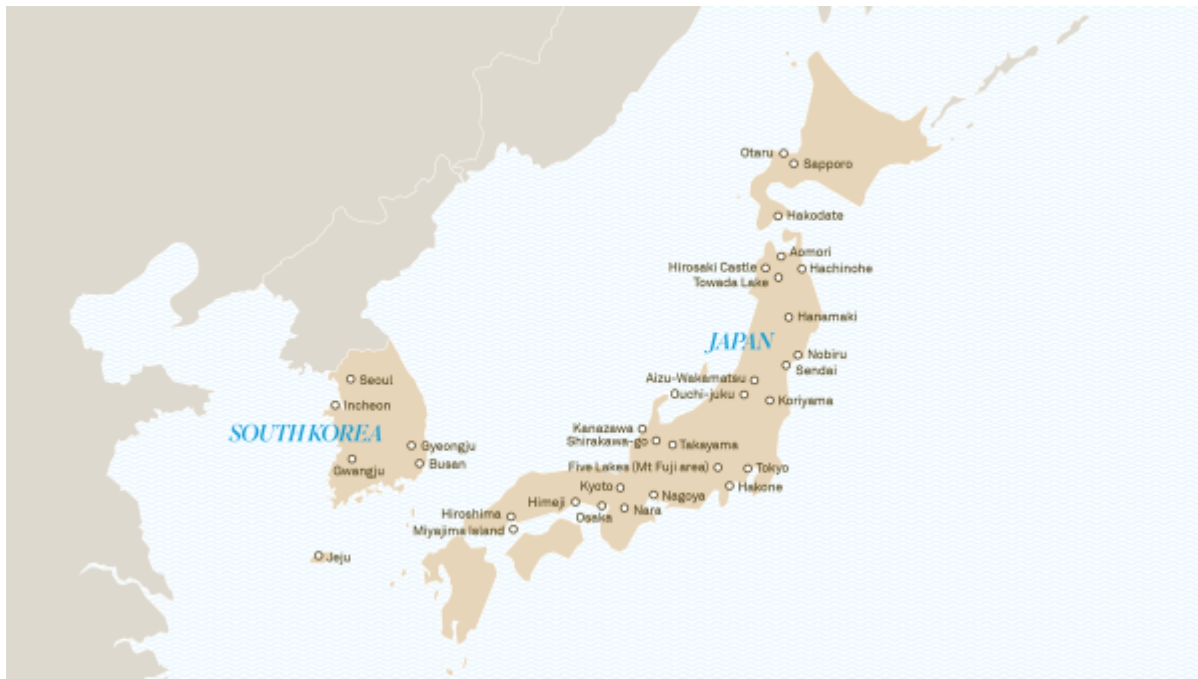 Otaru
Sapporo
Hakodate
Aomori
Hirosaki Castle
Hachinohe
Towada Lake
Hanamaki
JAPAN
Nobiru
Sendai
Aizu-Wakamatsu
Ouchi-juku
Koriyama
Seoul
Incheon
SOUTH KOREA
Gyeongju
Busan
Gwangju
Jeju
Kanazawa
Shirakawa-go
Takayama
Five Lakes (Mt Fuji area)
Tokyo
Hakone
Kyoto
Nagoya
Himeji
Osaka
Nara
Hiroshima
Miyajima Island